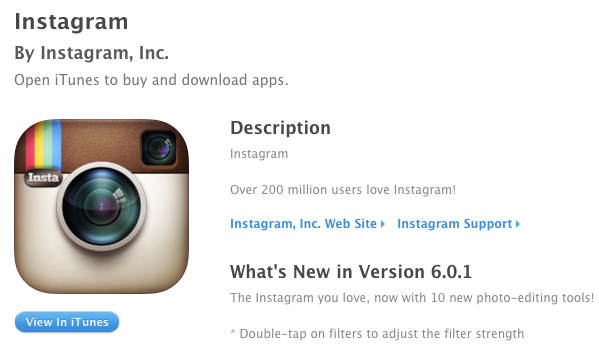 Instagram
By Instagram, Inc.
Open iTunes to buy and download apps.
Insta
View In iTunes
Description
Instagram
Over 200 million users love Instagram!
Instagram, Inc. Web Site Instagram Support
What's New in Version 6.0.1
The Instagram you love, now with 10 new photo-editing tools!
* Double-tap on filters to adjust the filter strength